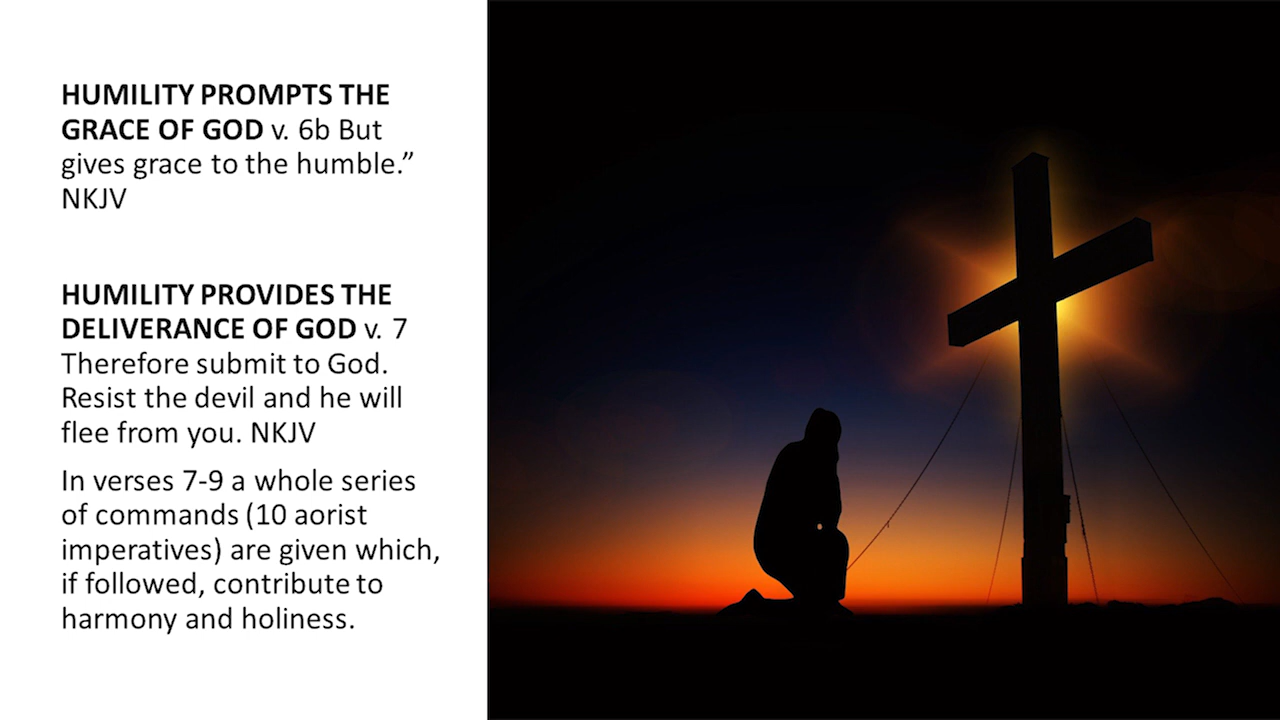 HUMILITY PROMPTS THE
GRACE OF GOD v. 6b But
gives grace to the humble.”
NKJV
HUMILITY PROVIDES THE
DELIVERANCE OF GOD v. 7
Therefore submit to God.
Resist the devil and he will
flee from you. NKJV
In verses 7-9 a whole series
of commands (10 aorist
imperatives) are given which,
if followed, contribute to
harmony and holiness.